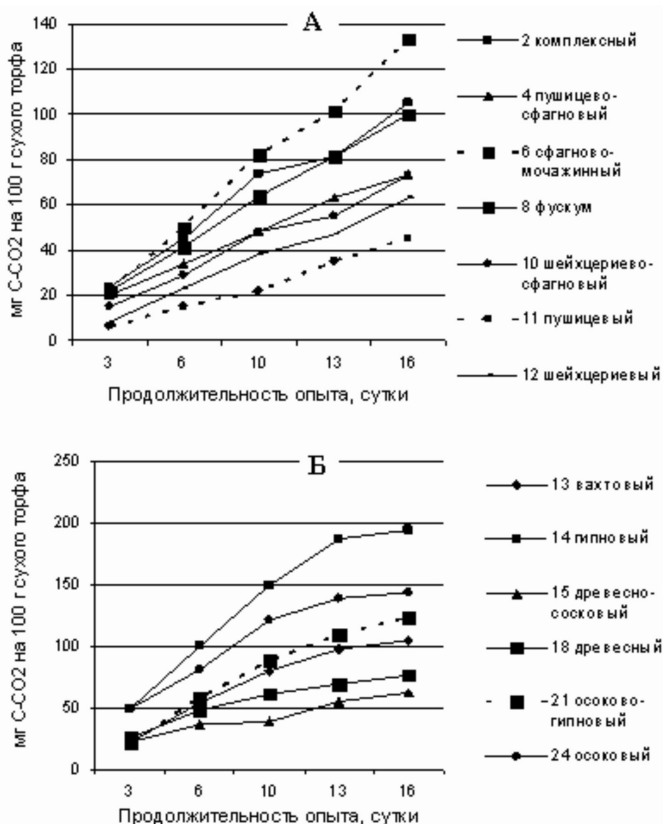 А
мг С-СО2 на 100 г сухого торфа
140
120
100
80
60
40
20
0
3 6 10 13 16
Продолжительность опыта, сутки
2 комплексный
4 пушицево-
сфагновый
6 сфагново-
мочажинный
8 фускум
10 шейхцериево-
сфагновый
11 пушицевый
12 шейхцериевый
Б
мг С-СО2 на 100 г сухого торфа
250
200
150
100
50
0
3 6 10 13 16
Продолжительность опыта, сутки
13 вахтовый
14 гипновый
15 древесно-
сосковый
18 древесный
21 осоково-
гипновый
24 осоковый